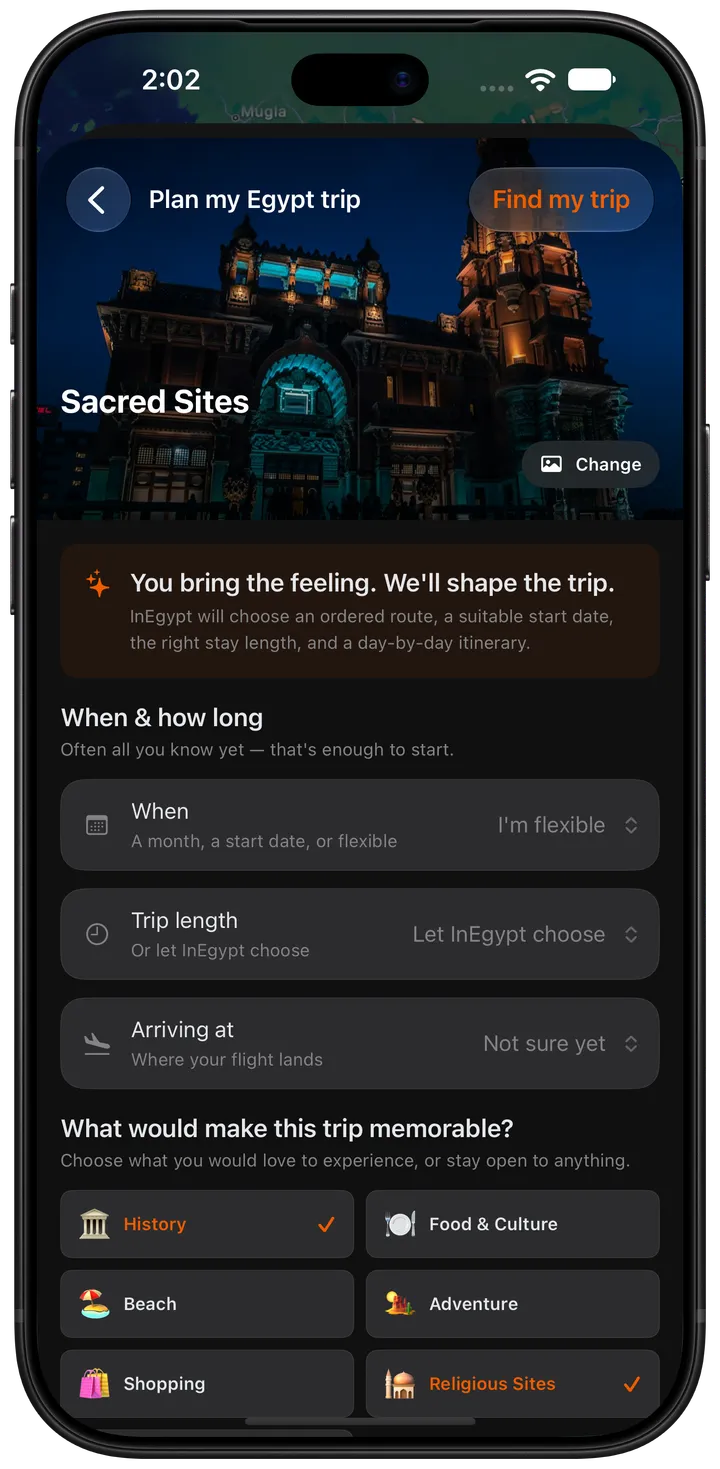 2:02
Mugla
Plan my Egypt trip
Find my trip
Sacred Sites
Change
You bring the feeling. We'll shape the trip.
InEgypt will choose an ordered route, a suitable start date,
the right stay length, and a day-by-day itinerary.
When & how long
Often all you know yet — that's enough to start.
When
A month, a start date, or flexible
I'm flexible
Trip length
Or let InEgypt choose
Let InEgypt choose
Arriving at
Where your flight lands
Not sure yet
What would make this trip memorable?
Choose what you would love to experience, or stay open to anything.
History
Food & Culture
Beach
Adventure
Shopping
Religious Sites